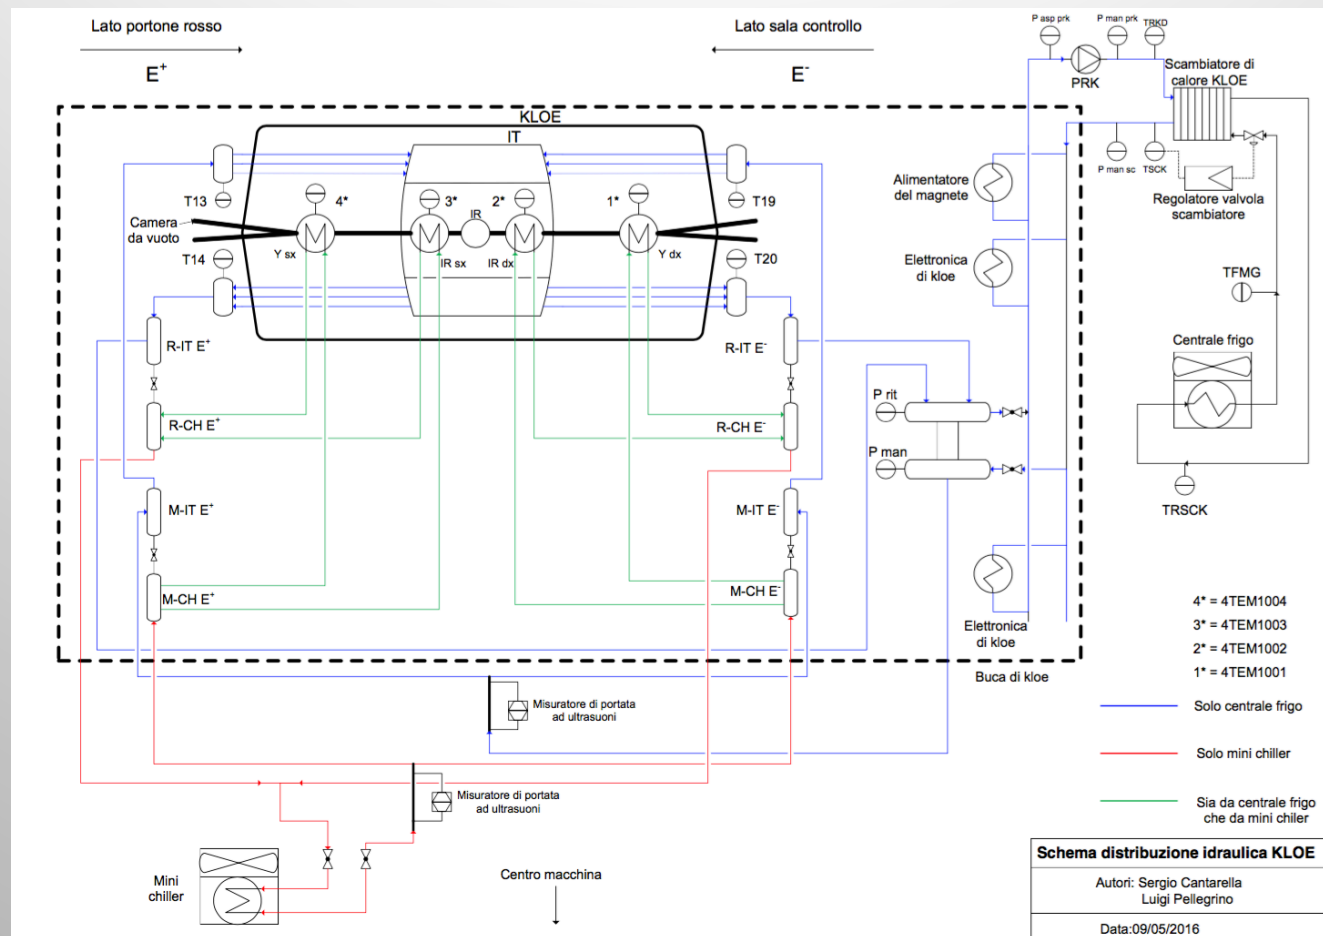 Lato portone rosso
E+
Lato sala controllo
E-
P asp prk
P man prk
TRKD
PRK
Scambiatore di
calore KLOE
KLOE
IT
P man sc
TSCK
Regolatore valvola
scambiatore
T13
4*
3*
IR
2*
1*
T19
Camera
da vuoto
T14
Y sx
IR sx
IR dx
Y dx
T20
Alimentatore
del magnete
Elettronica
di kloe
TFMG
Centrale frigo
R-IT E+
R-IT E-
P rit
R-CH E+
R-CH E-
P man
M-IT E+
M-IT E-
TRSCK
M-CH E+
M-CH E-
Elettronica
di kloe
Buca di kloe
4* = 4TEM1004
3* = 4TEM1003
2* = 4TEM1002
1* = 4TEM1001
Misuratore di portata
ad ultrasuoni
Solo centrale frigo
Solo mini chiller
Misuratore di portata
ad ultrasuoni
Sia da centrale frigo
che da mini chiler
Mini
chiller
Centro macchina
Schema distribuzione idraulica KLOE
Autori: Sergio Cantarella
Luigi Pellegrino
Data:09/05/2016